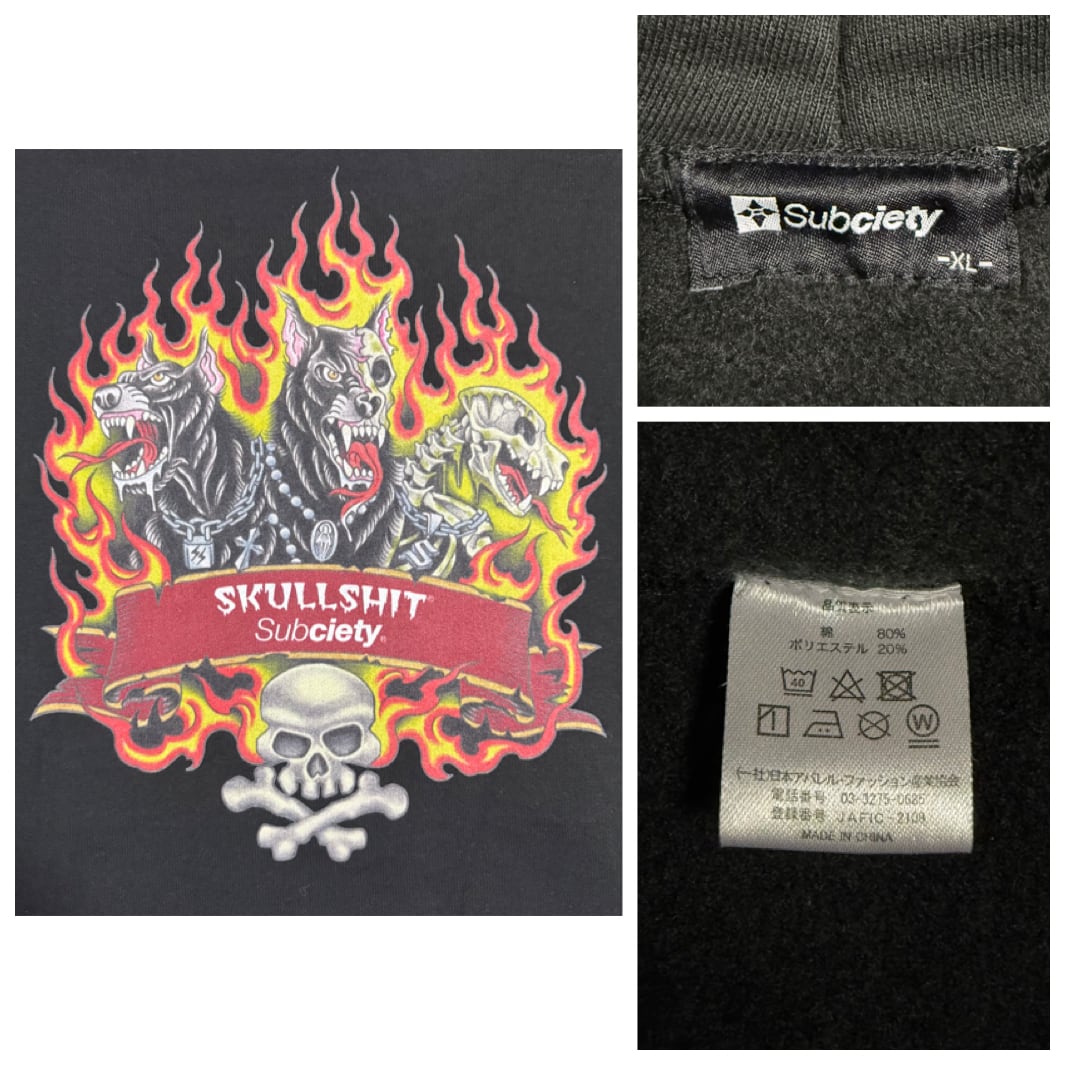 SKULLSHIT®
Subciety®
Subciety
-XL-
品質表示
綿 80%
ポリエステル 20%
40
W
(一社)日本アパレル・ファッション産業協会
電話番号 03-3275-0685
登録番号 JAFIC-2109
MADE IN CHINA